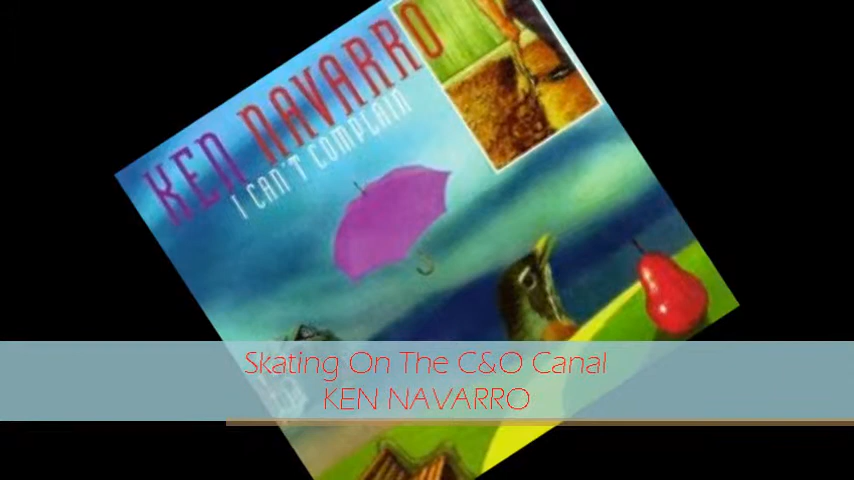 KEN NAVARRO
I CAN'T COMPLAIN
Skating On The C&O Canal
KEN NAVARRO